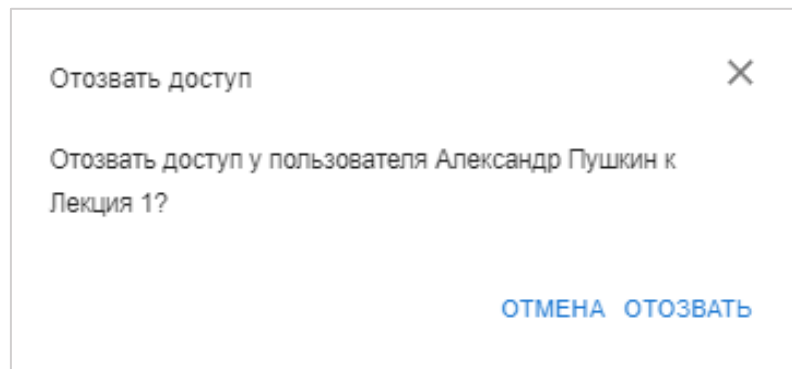 Отозвать доступ
Отозвать доступ у пользователя Александр Пушкин к
Лекция 1?
ОТМЕНА ОТОЗВАТЬ